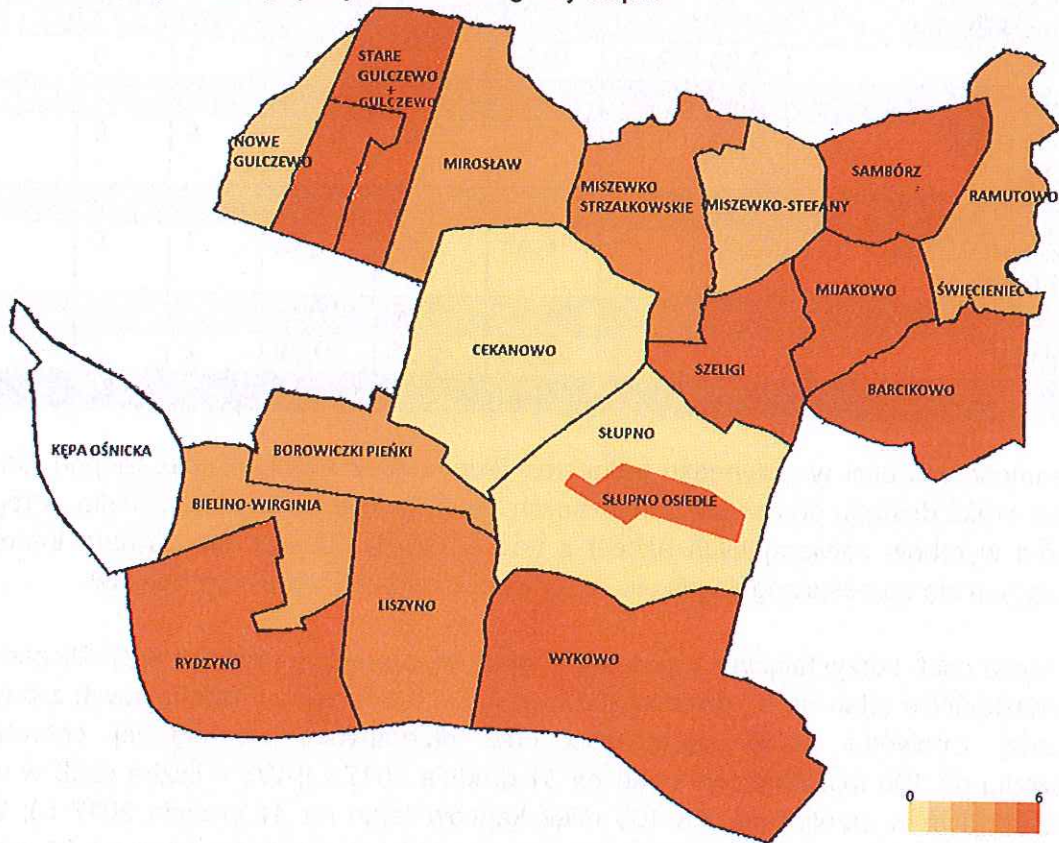 STARE
GULCZEWO
+
GULCZEWO
NOWE
GULCZEWO
MIROSŁAW
MISZEWKO
STRZAŁKOWSKIE
MISZEWKO-STEFANY
SAMBÓRZ
RAMUTOWO
MIJAKOWO
ŚWIĘCIENIEC
CEKANOWO
SZELIGI
BARCIKOWO
KĘPA OŚNICKA
BOROWICZKI PIEŃKI
SŁUPNO
SŁUPNO OSIEDLE
BIELINO-WIRGINIA
LISZYNO
RYDZYNO
WYKOWO
0 6